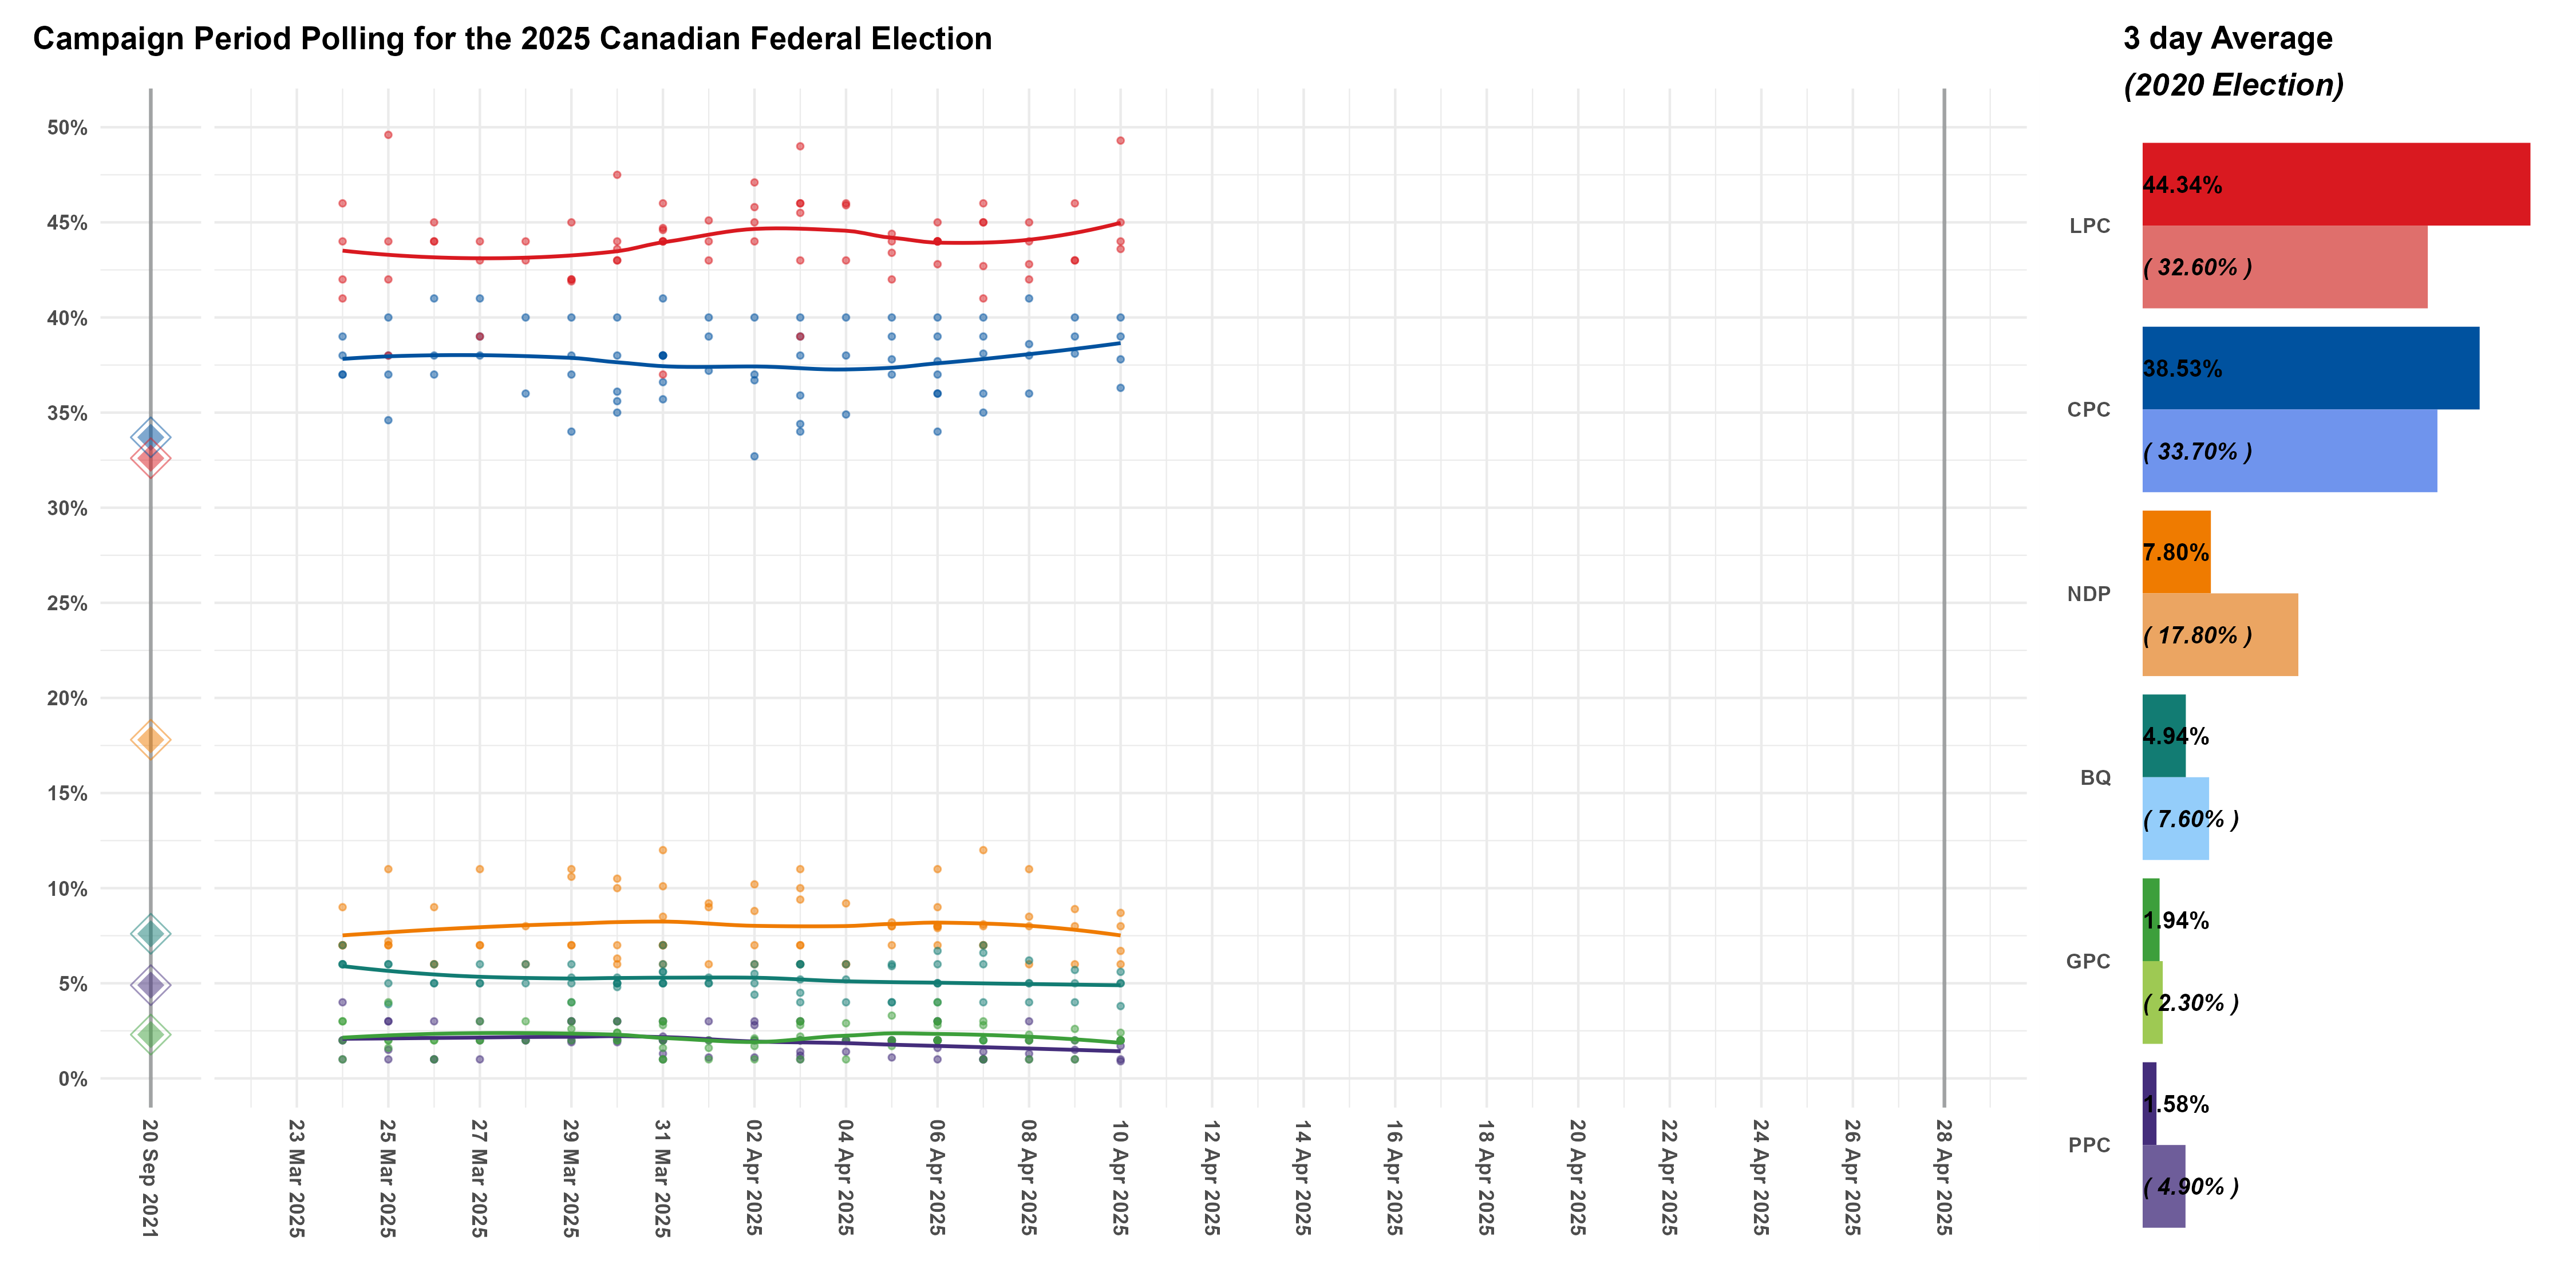 Campaign Period Polling for the 2025 Canadian Federal Election
50%
45%
40%
35%
30%
25%
20%
15%
10%
5%
0%
20 Sep 2021
23 Mar 2025
25 Mar 2025
27 Mar 2025
29 Mar 2025
31 Mar 2025
02 Apr 2025
04 Apr 2025
06 Apr 2025
08 Apr 2025
10 Apr 2025
12 Apr 2025
14 Apr 2025
16 Apr 2025
18 Apr 2025
20 Apr 2025
22 Apr 2025
24 Apr 2025
26 Apr 2025
28 Apr 2025
3 day Average
(2020 Election)
LPC
44.34%
( 32.60% )
CPC
38.53%
( 33.70% )
NDP
7.80%
( 17.80% )
BQ
4.94%
( 7.60% )
GPC
1.94%
( 2.30% )
PPC
1.58%
( 4.90% )